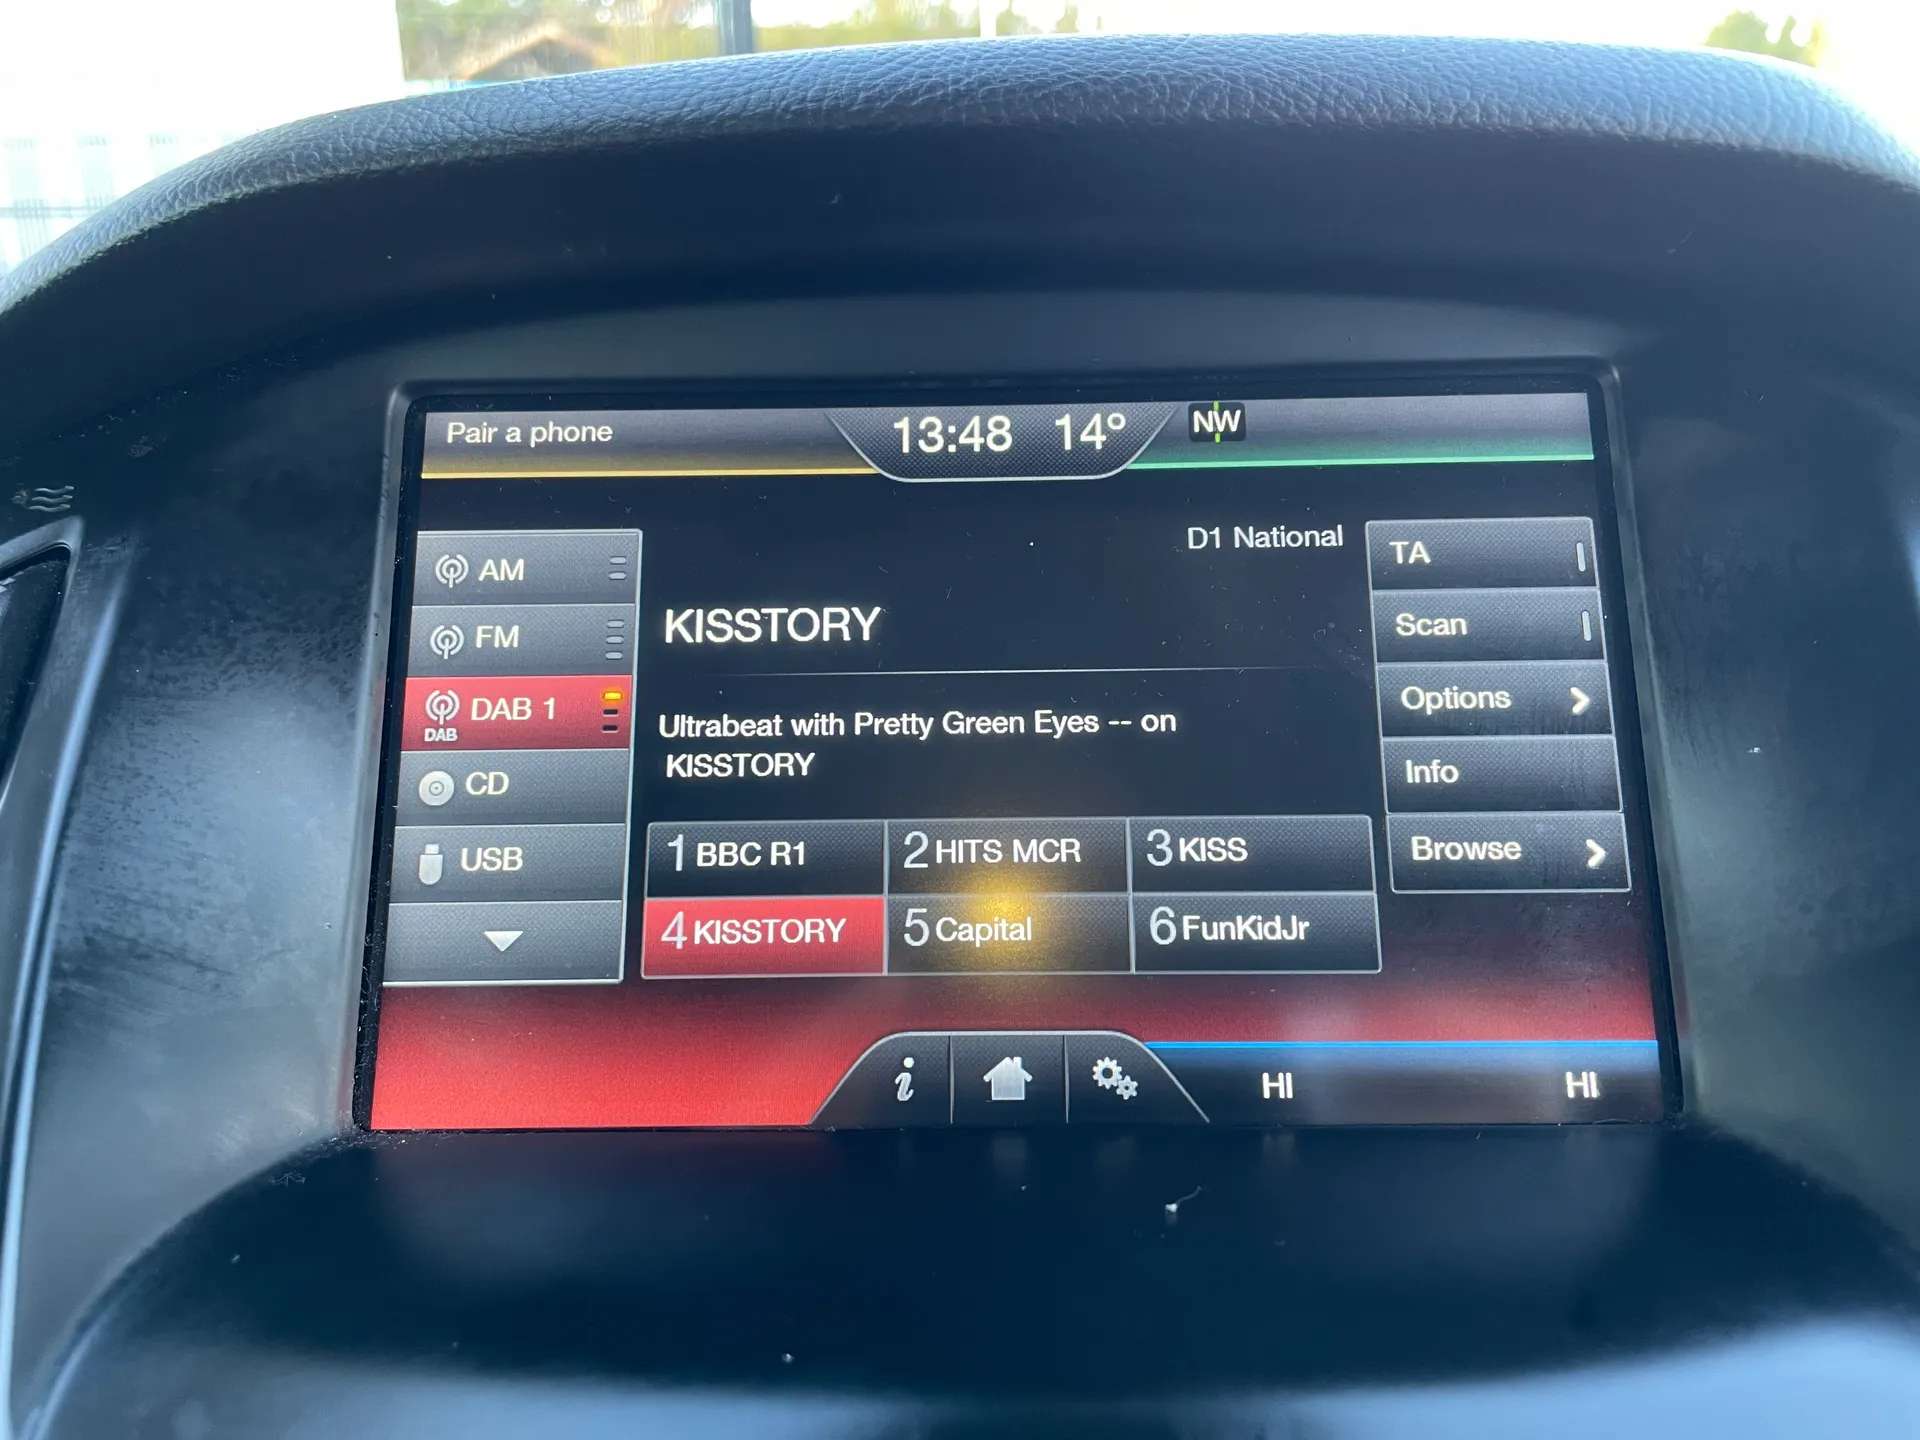 Pair a phone
13:48 14° NW
D1 National
AM
FM
DAB 1
DAB
CD
USB
KISSTORY
Ultrabeat with Pretty Green Eyes -- on
KISSTORY
1 BBC R1
2 HITS MCR
3 KISS
4 KISSTORY
5 Capital
6 FunKidJr
TA
Scan
Options
Info
Browse
i
HI
HI